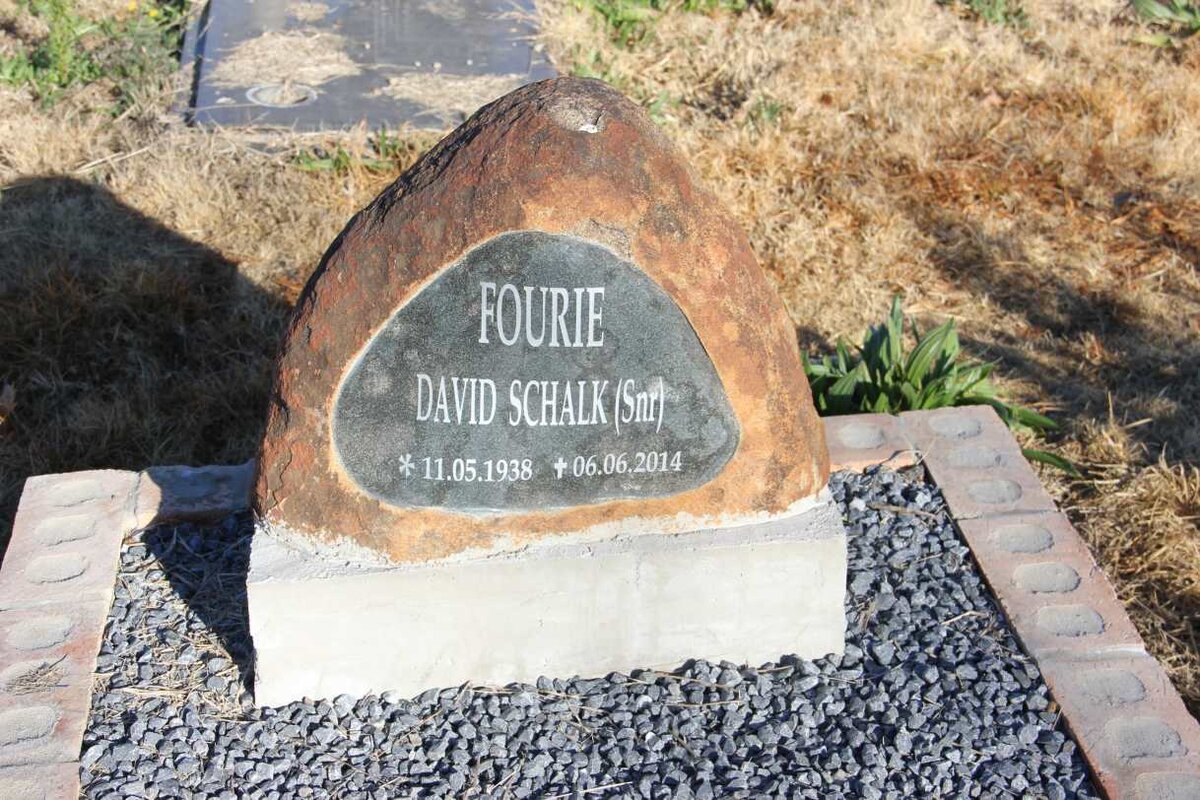 FOURIE
DAVID SCHALK (Snr)
* 11.05.1938 ✝ 06.06.2014